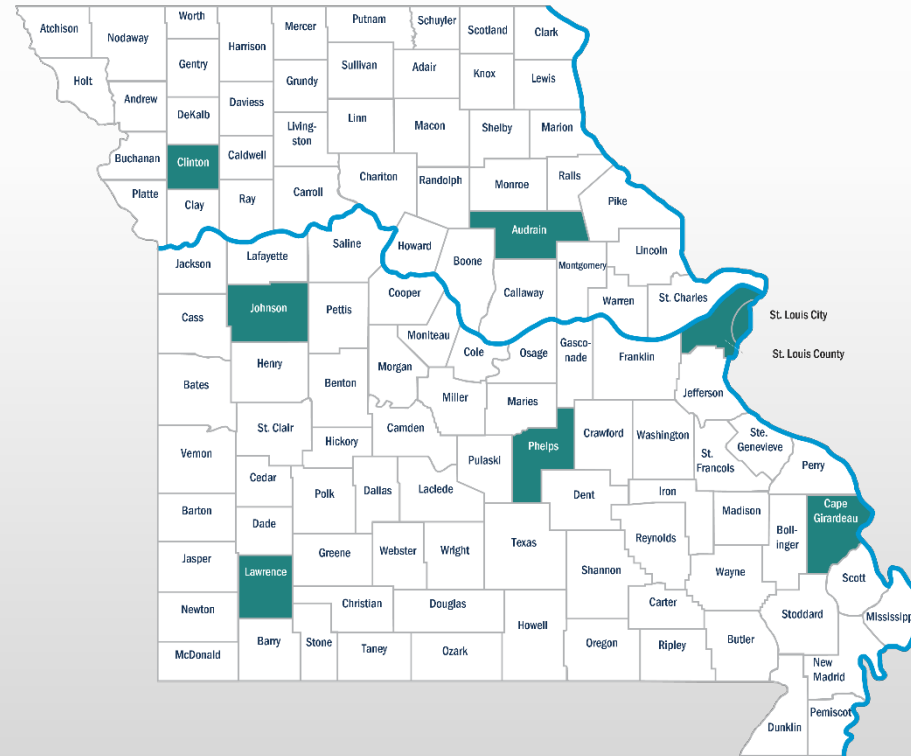 Atchison
Nodaway
Worth
Mercer
Putnam
Schuyler
Scotland
Clark
Harrison
Gentry
Holt
Andrew
DeKalb
Daviess
Grundy
Sullivan
Adair
Knox
Lewis
Living-
ston
Linn
Macon
Shelby
Marion
Buchanan
Clinton
Caldwell
Chariton
Randolph
Monroe
Ralls
Platte
Clay
Ray
Carroll
Pike
Audrain
Saline
Howard
Boone
Lincoln
Jackson
Lafayette
Montgomery
Callaway
Warren
St. Charles
Cooper
Johnson
Pettis
Cass
St. Louis City
St. Louis County
Moniteau
Cole
Osage
Gasco-
nade
Franklin
Henry
Morgan
Benton
Bates
Miller
Maries
Jefferson
St. Clair
Hickory
Camden
Pulaski
Phelps
Crawford
Washington
St.
Francois
Ste.
Genevieve
Perry
Vernon
Cedar
Polk
Dallas
Laclede
Dent
Iron
Madison
Boll-
inger
Cape
Girardeau
Barton
Dade
Greene
Webster
Wright
Texas
Reynolds
Shannon
Wayne
Scott
Jasper
Lawrence
Newton
Christian
Douglas
Howell
Carter
Stoddard
Mississipp
McDonald
Barry
Stone
Taney
Ozark
Oregon
Ripley
Butler
New
Madrid
Pemiscot
Dunklin